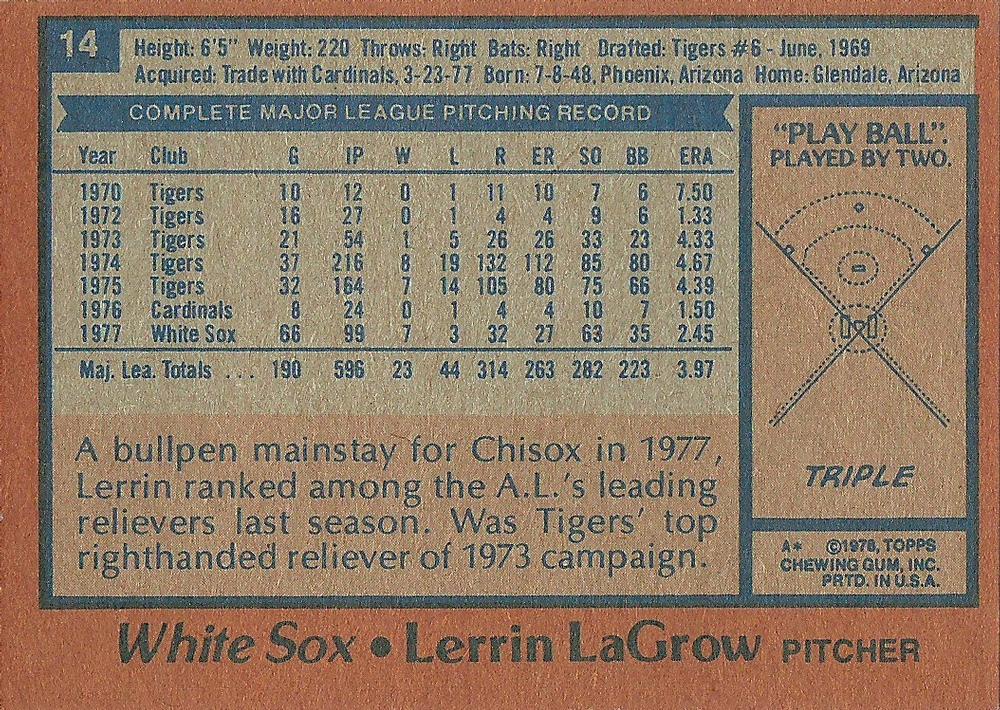 14
Height: 6'5" Weight: 220 Throws: Right Bats: Right Drafted: Tigers #6 - June, 1969
Acquired: Trade with Cardinals, 3-23-77 Born: 7-8-48, Phoenix, Arizona Home: Glendale, Arizona
COMPLETE MAJOR LEAGUE PITCHING RECORD
Year Club G IP W L R ER SO BB ERA
1970 Tigers 10 12 0 1 11 10 7 6 7.50
1972 Tigers 16 27 0 1 4 4 9 6 1.33
1973 Tigers 21 54 1 5 26 26 33 23 4.33
1974 Tigers 37 216 8 19 132 112 85 80 4.67
1975 Tigers 32 164 7 14 105 80 75 66 4.39
1976 Cardinals 8 24 0 1 4 4 10 7 1.50
1977 White Sox 66 99 7 3 32 27 63 35 2.45
Maj. Lea. Totals . . . 190 596 23 44 314 263 282 223 3.97
A bullpen mainstay for Chisox in 1977,
Lerrin ranked among the A.L.'s leading
relievers last season. Was Tigers' top
righthanded reliever of 1973 campaign.
"PLAY BALL".
PLAYED BY TWO.
TRIPLE
A* ©1978, TOPPS
CHEWING GUM, INC.
PRTD. IN U.S.A.
White Sox • Lerrin LaGrow PITCHER